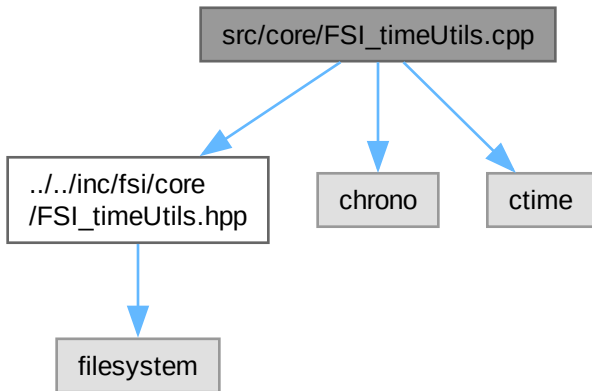 src/core/FSI_timeUtils.cpp
../../inc/fsi/core
/FSI_timeUtils.hpp
chrono
ctime
filesystem